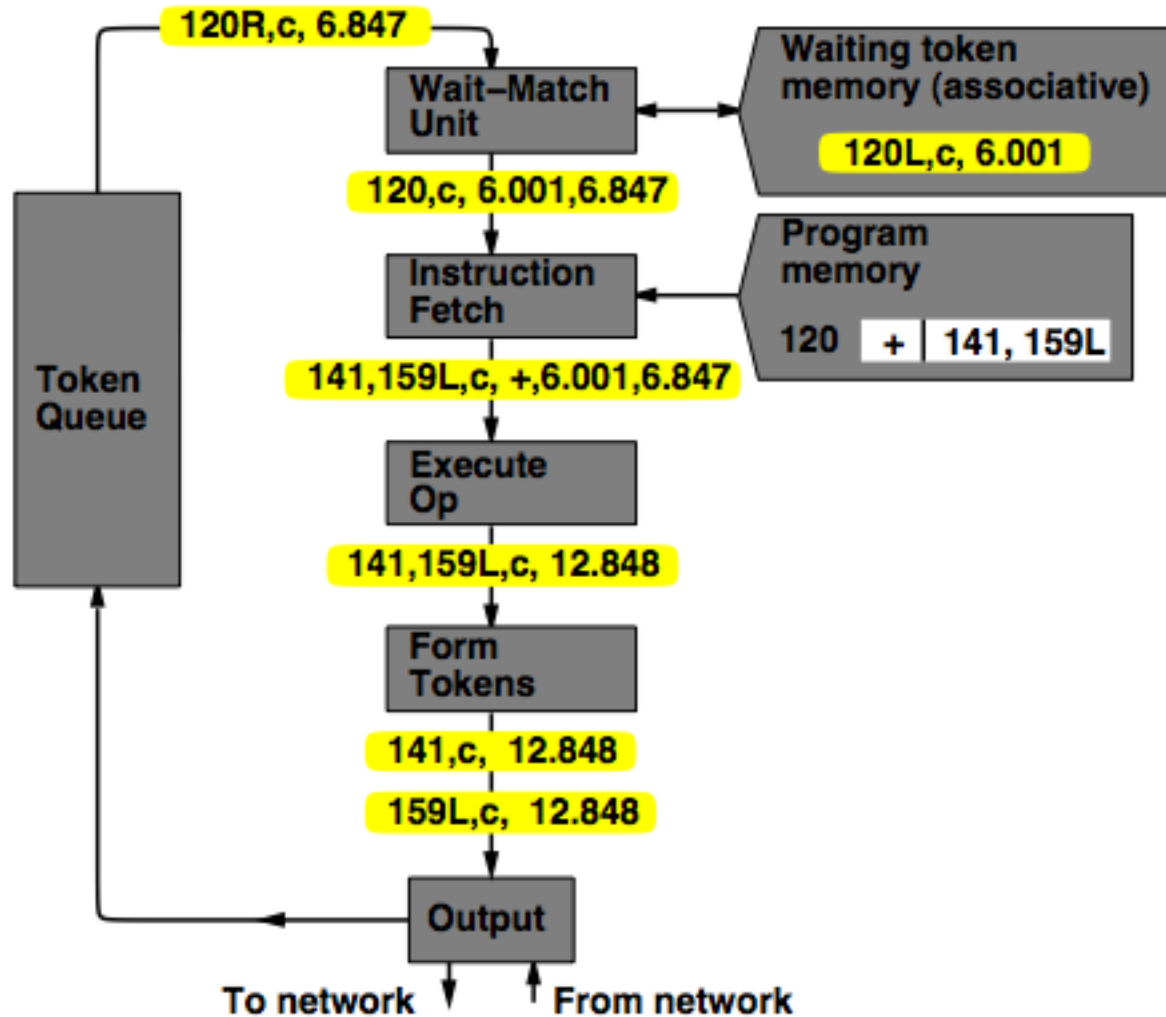 120R,c, 6.847
Wait–Match
Unit
Waiting token
memory (associative)
120L,c, 6.001
120,c, 6.001,6.847
Instruction
Fetch
Program
memory
120 + 141, 159L
141,159L,c, +,6.001,6.847
Token
Queue
Execute
Op
141,159L,c, 12.848
Form
Tokens
141,c, 12.848
159L,c, 12.848
Output
To network
From network